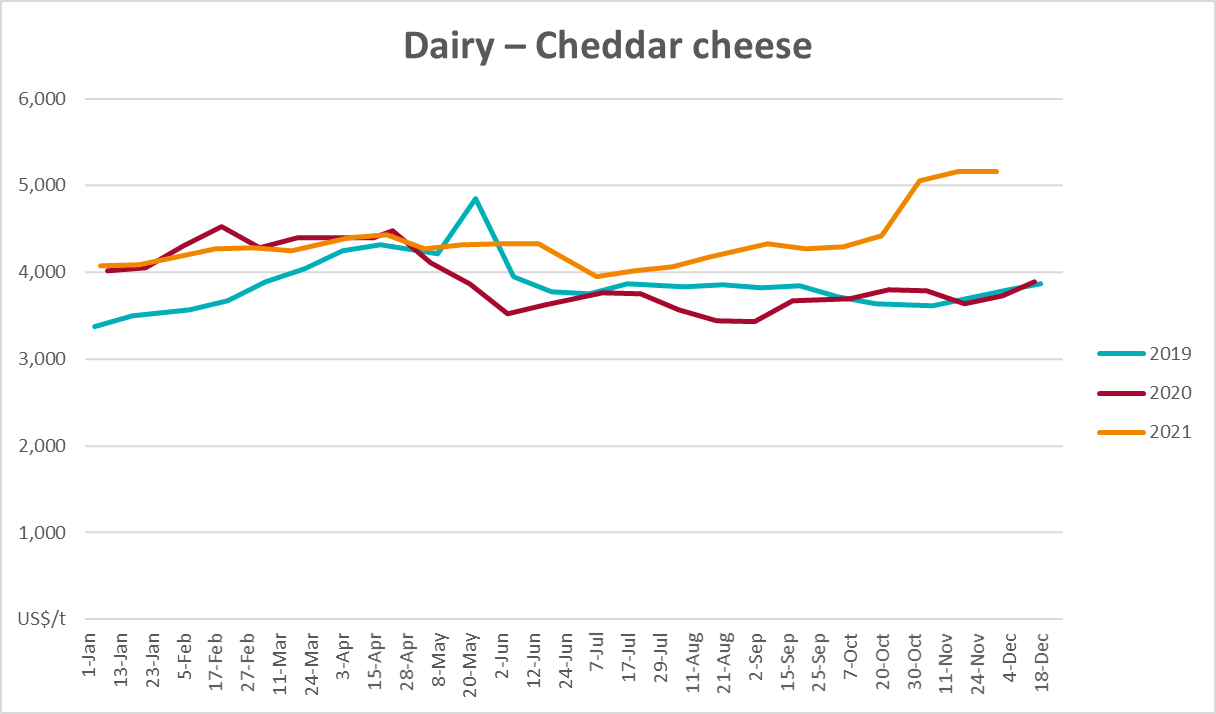 Dairy – Cheddar cheese
6,000
5,000
4,000
3,000
2,000
1,000
US$/t
1-Jan
13-Jan
23-Jan
5-Feb
17-Feb
27-Feb
11-Mar
24-Mar
3-Apr
15-Apr
28-Apr
8-May
20-May
2-Jun
12-Jun
24-Jun
7-Jul
17-Jul
29-Jul
11-Aug
21-Aug
2-Sep
15-Sep
25-Sep
7-Oct
20-Oct
30-Oct
11-Nov
24-Nov
4-Dec
18-Dec
2019
2020
2021